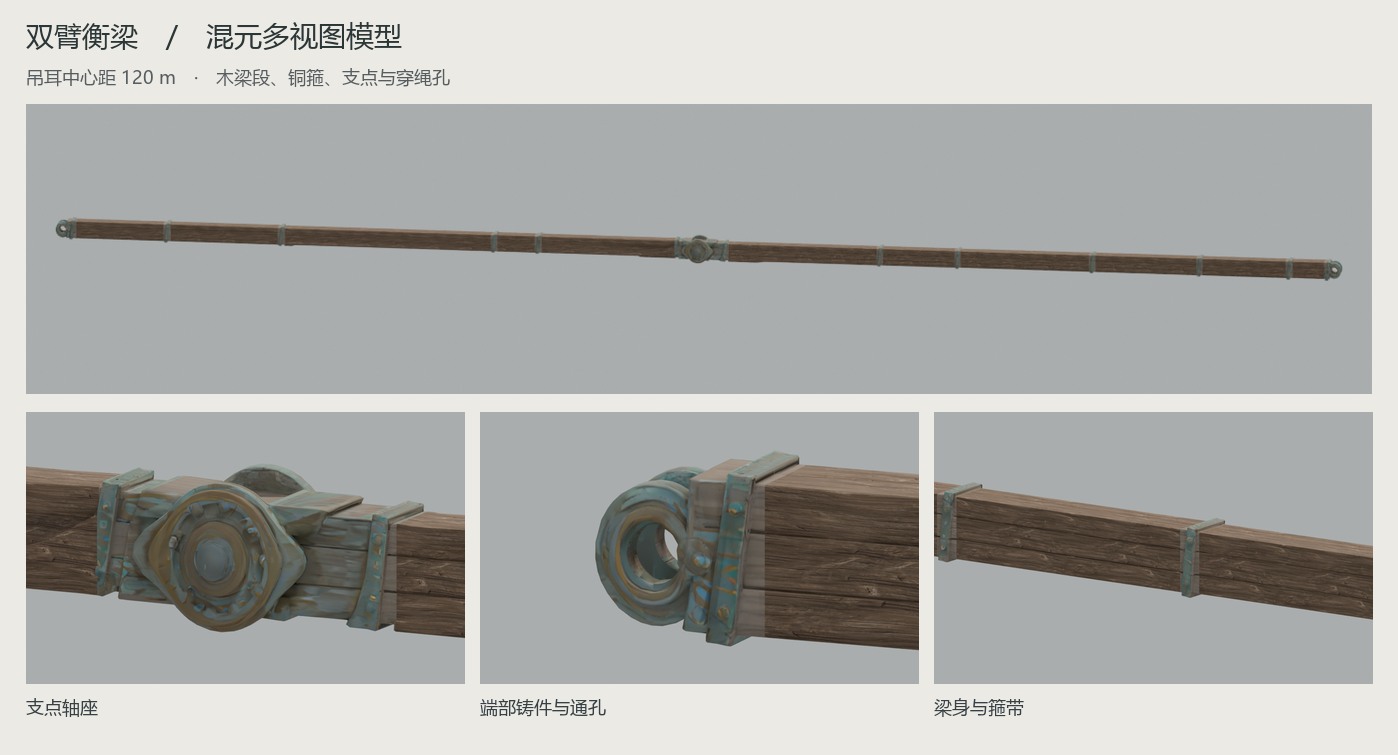 双臂衡梁 / 混元多视图模型
吊耳中心距 120 m · 木梁段、铜箍、支点与穿绳孔
支点轴座
端部铸件与通孔
梁身与箍带